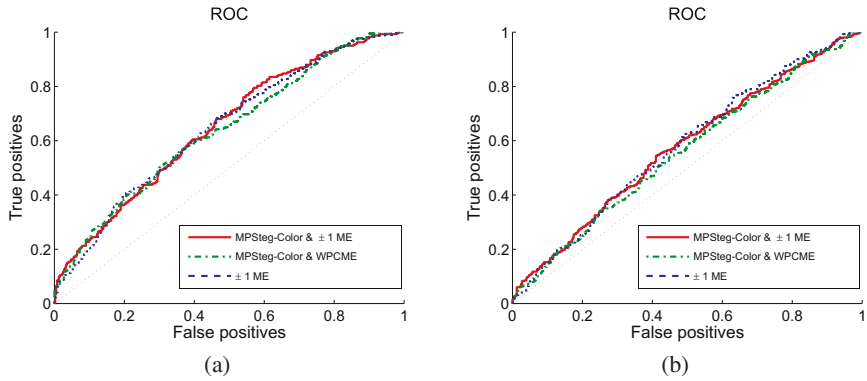 ROC
True positives
1
0.8
0.6
0.4
0.2
0
MPSteg-Color & ± 1 ME
MPSteg-Color & WPCME
± 1 ME
0 0.2 0.4 0.6 0.8 1
False positives
(a)
ROC
True positives
1
0.8
0.6
0.4
0.2
0
MPSteg-Color & ± 1 ME
MPSteg-Color & WPCME
± 1 ME
0 0.2 0.4 0.6 0.8 1
False positives
(b)